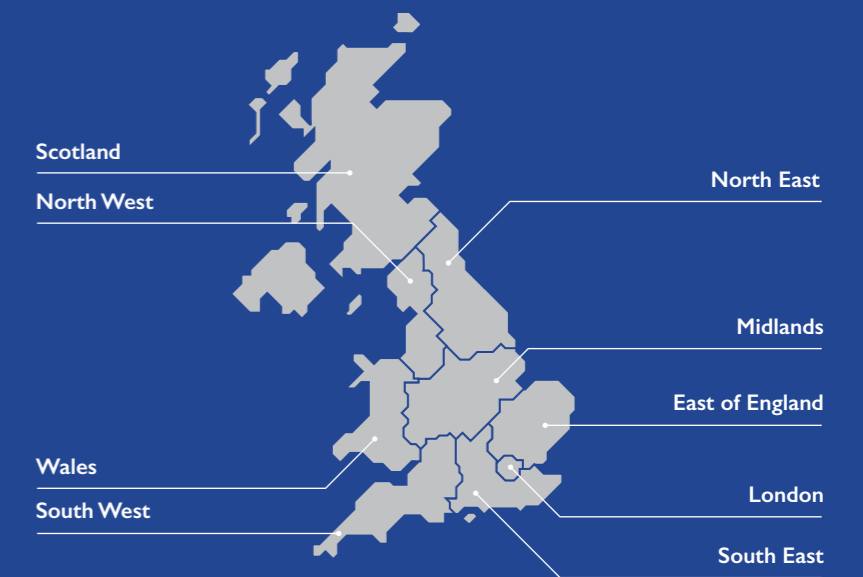 Scotland
North West
North East
Midlands
East of England
Wales
South West
London
South East